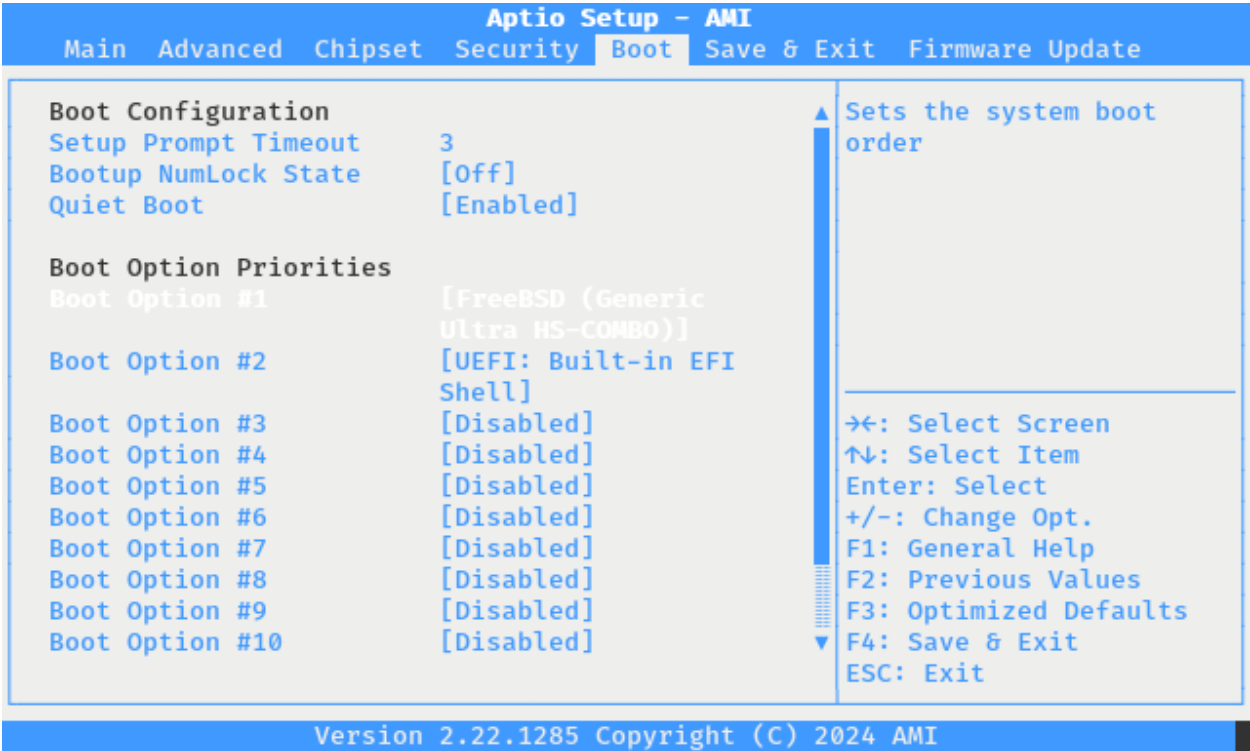 Aptio Setup – AMI
Main Advanced Chipset Security Boot Save & Exit Firmware Update
Boot Configuration
Setup Prompt Timeout 3
Bootup NumLock State [Off]
Quiet Boot [Enabled]
Boot Option Priorities
Boot Option #1 [FreeBSD (Generic
Ultra HS-COMBO)]
Boot Option #2 [UEFI: Built-in EFI
Shell]
Boot Option #3 [Disabled]
Boot Option #4 [Disabled]
Boot Option #5 [Disabled]
Boot Option #6 [Disabled]
Boot Option #7 [Disabled]
Boot Option #8 [Disabled]
Boot Option #9 [Disabled]
Boot Option #10 [Disabled]
Sets the system boot
order
→←: Select Screen
↑↓: Select Item
Enter: Select
+/-: Change Opt.
F1: General Help
F2: Previous Values
F3: Optimized Defaults
F4: Save & Exit
ESC: Exit
Version 2.22.1285 Copyright (C) 2024 AMI